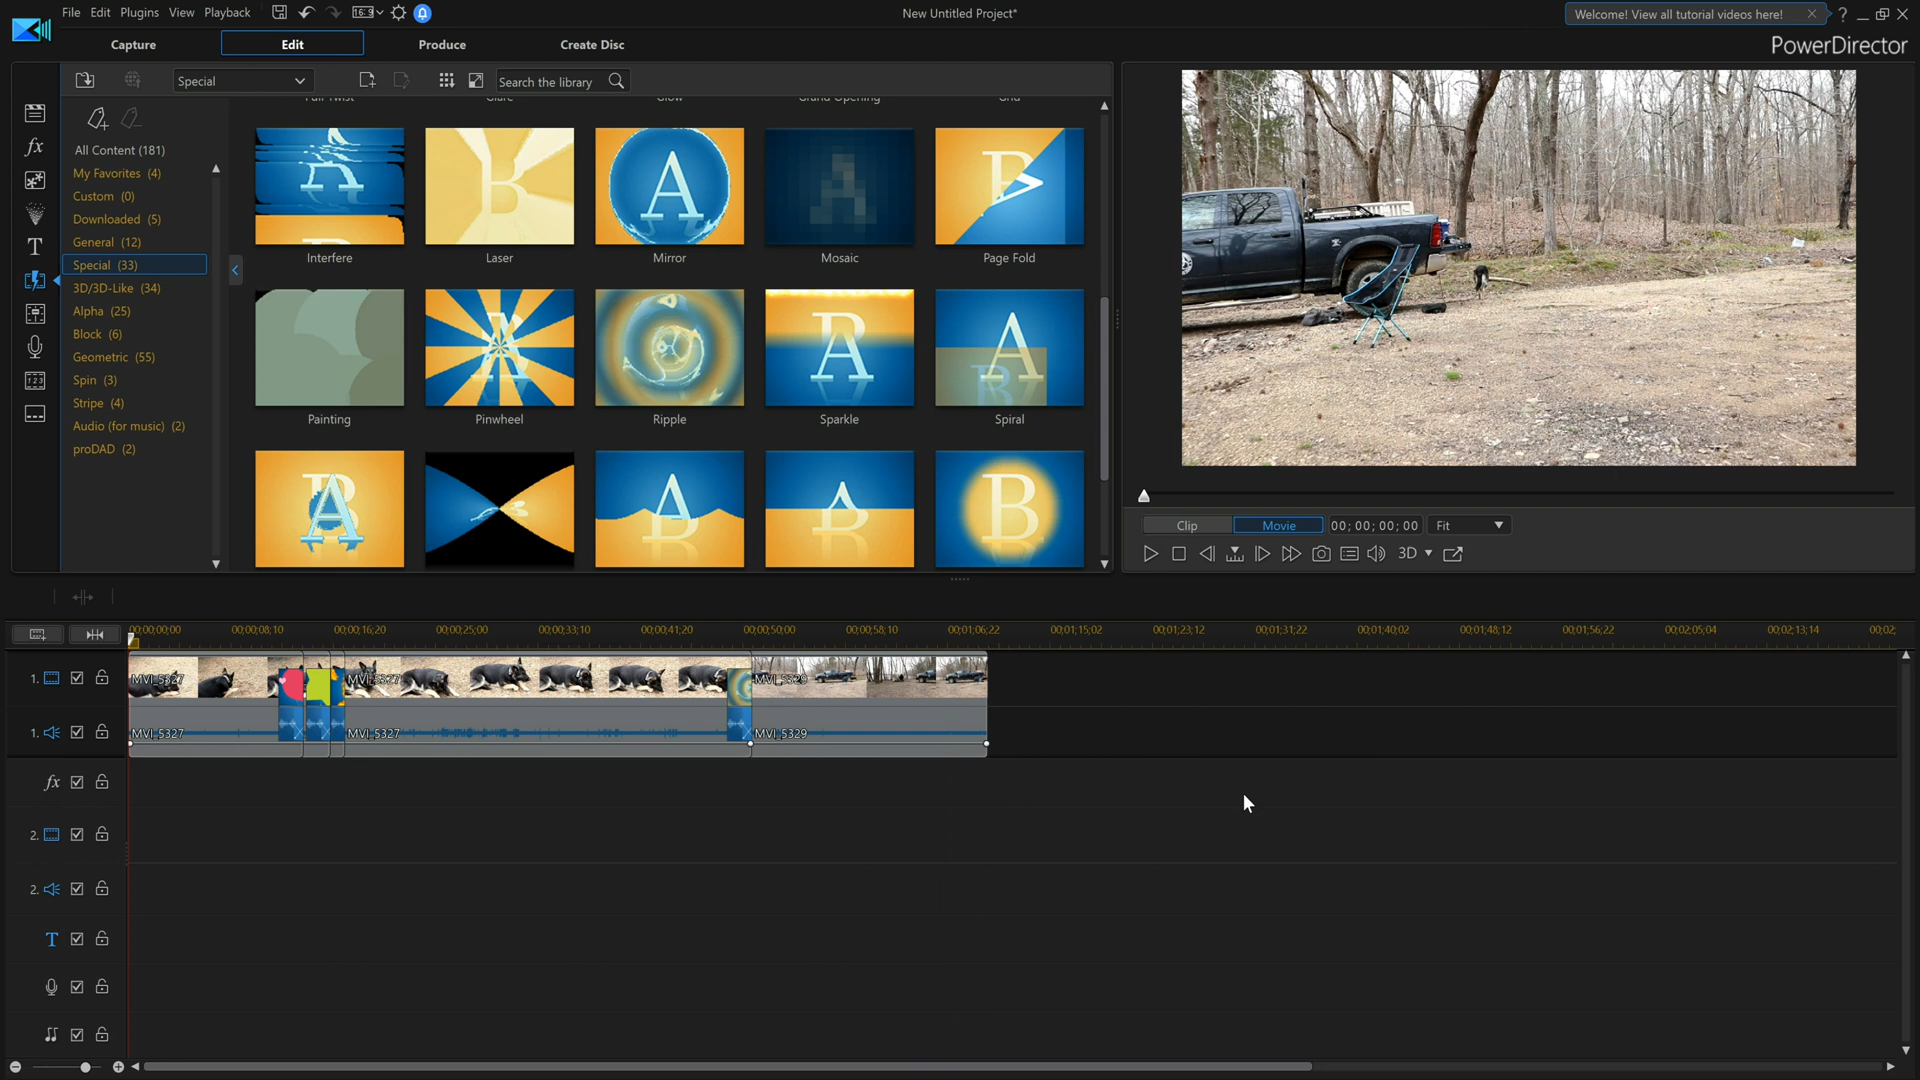 File Edit Plugins View Playback
16:9
New Untitled Project*
Welcome! View all tutorial videos here!
?
Capture Edit Produce Create Disc
PowerDirector
Special
Search the library
Full Twist Glare Glow Grand Opening Grid
All Content (181)
My Favorites (4)
Custom (0)
Downloaded (5)
General (12)
Special (33)
3D/3D-Like (34)
Alpha (25)
Block (6)
Geometric (55)
Spin (3)
Stripe (4)
Audio (for music) (2)
proDAD (2)
fx
T
Interfere Laser Mirror Mosaic Page Fold
Painting Pinwheel Ripple Sparkle Spiral
Clip Movie 00; 00; 00; 00 Fit
3D
00;00;00;00 00;00;08;10 00;00;16;20 00;00;25;00 00;00;33;10 00;00;41;20 00;00;50;00 00;00;58;10 00;01;06;22 00;01;15;02 00;01;23;12 00;01;31;22 00;01;40;02 00;01;48;12 00;01;56;22 00;02;05;04 00;02;13;14 00;02;
1. MVI_5327 MVI_5327 MVI_5329
1. MVI_5327 MVI_5327 MVI_5329
fx
2.
2.
T